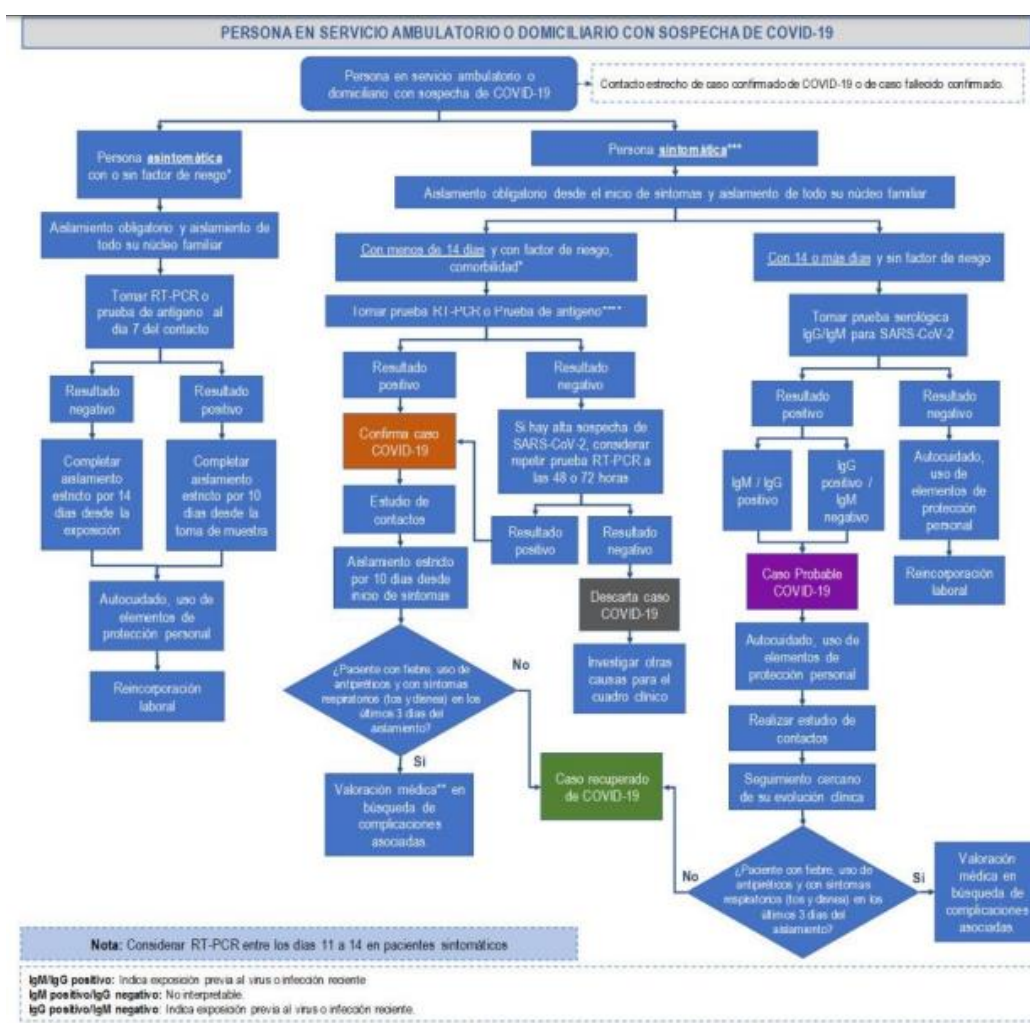 PERSONA EN SERVICIO AMBULATORIO O DOMICILIARIO CON SOSPECHA DE COVID-19
Persona en servicio ambulatorio o
domiciliario con sospecha de COVID-19
Contacto estrecho de caso confirmado de COVID-19 o de caso fallecido confirmado.
Persona asintomática
con o sin factor de riesgo*
Aislamiento obligatorio y aislamiento de
todo su núcleo familiar
Tomar RT-PCR o
prueba de antígeno al
día 7 del contacto
Resultado
negativo
Resultado
positivo
Completar
aislamiento
estricto por 14
días desde la
exposición
Completar
aislamiento
estricto por 10
días desde la
toma de muestra
Autocuidado, uso de
elementos de
protección personal
Reincorporación
laboral
Persona sintomática***
Aislamiento obligatorio desde el inicio de síntomas y aislamiento de todo su núcleo familiar
Con menos de 14 días y con factor de riesgo,
comorbilidad*
Tomar prueba RT-PCR o Prueba de antígeno****
Resultado
positivo
Resultado
negativo
Confirma caso
COVID-19
Si hay alta sospecha de
SARS-CoV-2, considerar
repetir prueba RT-PCR a
las 48 o 72 horas
Estudio de
contactos
Resultado
positivo
Resultado
negativo
Aislamiento estricto
por 10 días desde
inicio de síntomas
Descarta caso
COVID-19
Investigar otras
causas para el
cuadro clínico
¿Paciente con fiebre, uso de
antipiréticos y con síntomas
respiratorios (tos y disnea) en los
últimos 3 días del
aislamiento?
No
Si
Valoración médica** en
búsqueda de
complicaciones
asociadas.
Caso recuperado
de COVID-19
Con 14 o más días y sin factor de riesgo
Tomar prueba serológica
IgG/IgM para SARS-CoV-2
Resultado
positivo
Resultado
negativo
IgM / IgG
positivo
IgG
positivo /
IgM
negativo
Autocuidado,
uso de
elementos de
protección
personal
Reincorporación
laboral
Caso Probable
COVID-19
Autocuidado, uso de
elementos de
protección personal
Realizar estudio de
contactos
Seguimiento cercano
de su evolución clínica
¿Paciente con fiebre, uso de
antipiréticos y con síntomas
respiratorios (tos y disnea) en los
últimos 3 días del
aislamiento?
No
Si
Valoración
médica en
búsqueda de
complicaciones
asociadas.
Nota: Considerar RT-PCR entre los días 11 a 14 en pacientes sintomáticos
IgM/IgG positivo: Indica exposición previa al virus o infección reciente
IgM positivo/IgG negativo: No interpretable.
IgG positivo/IgM negativo: Indica exposición previa al virus o infección reciente.